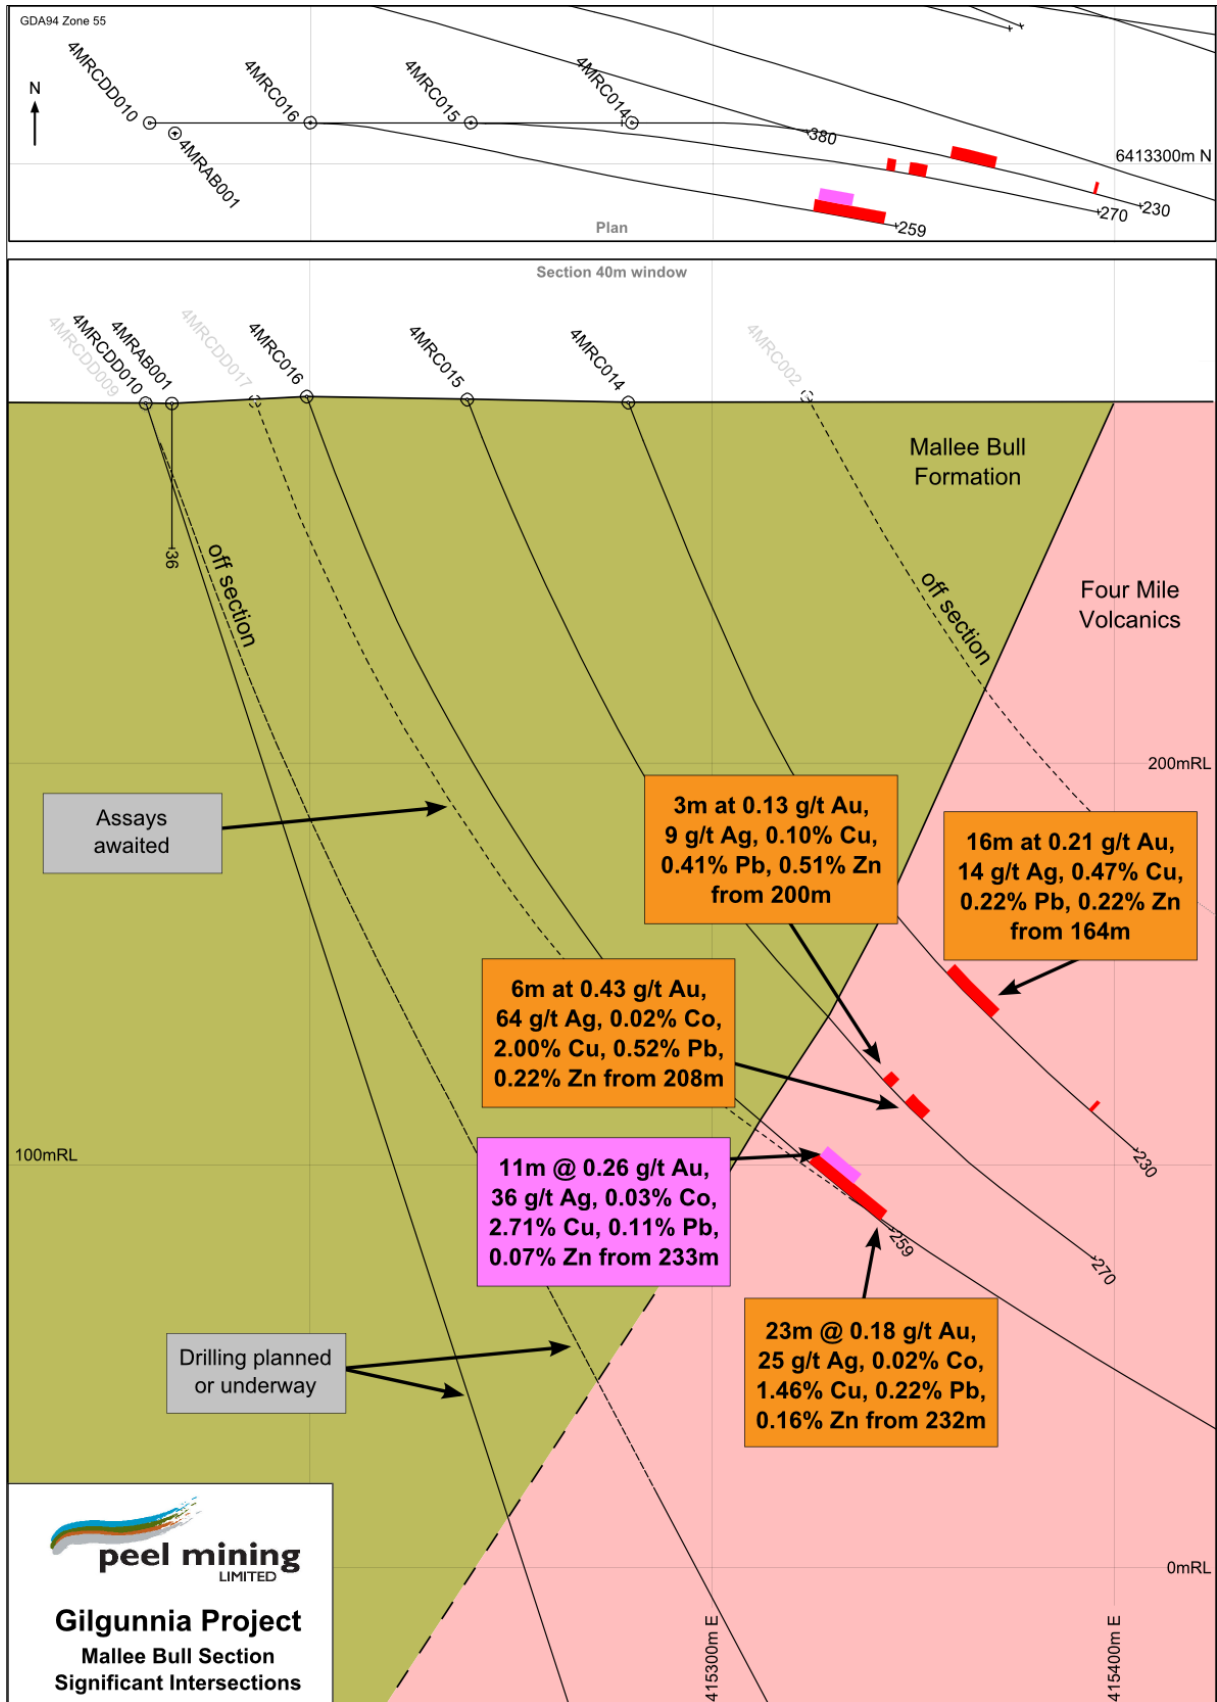 GDA94 Zone 55
N
4MRCDD010
4MRAB001
4MRC016
4MRC015
4MRC014
380
6413300m N
230
270
259
Plan
Section 40m window
4MRCDD009
4MRCDD010
4MRAB001
4MRCDD017
4MRC016
4MRC015
4MRC014
4MRC002
Mallee Bull
Formation
36
off section
off section
Four Mile
Volcanics
200mRL
Assays
awaited
3m at 0.13 g/t Au,
9 g/t Ag, 0.10% Cu,
0.41% Pb, 0.51% Zn
from 200m
16m at 0.21 g/t Au,
14 g/t Ag, 0.47% Cu,
0.22% Pb, 0.22% Zn
from 164m
6m at 0.43 g/t Au,
64 g/t Ag, 0.02% Co,
2.00% Cu, 0.52% Pb,
0.22% Zn from 208m
100mRL
11m @ 0.26 g/t Au,
36 g/t Ag, 0.03% Co,
2.71% Cu, 0.11% Pb,
0.07% Zn from 233m
230
259
270
23m @ 0.18 g/t Au,
25 g/t Ag, 0.02% Co,
1.46% Cu, 0.22% Pb,
0.16% Zn from 232m
Drilling planned
or underway
0mRL
peel mining
LIMITED
Gilgunnia Project
Mallee Bull Section
Significant Intersections
415300m E
415400m E